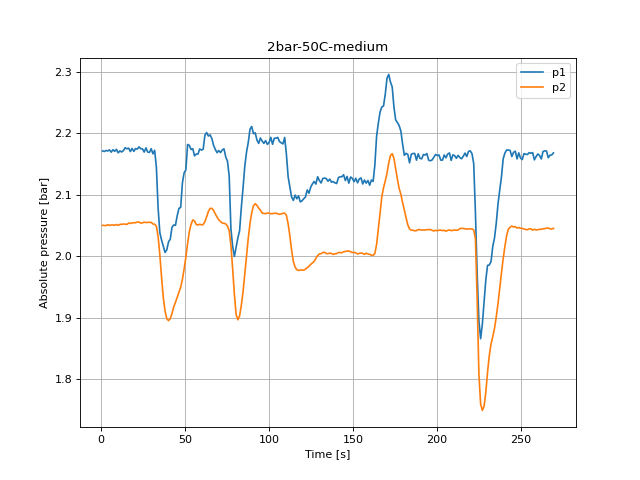 2bar-50C-medium
p1
p2
Absolute pressure [bar]
2.3
2.2
2.1
2.0
1.9
1.8
0 50 100 150 200 250
Time [s]